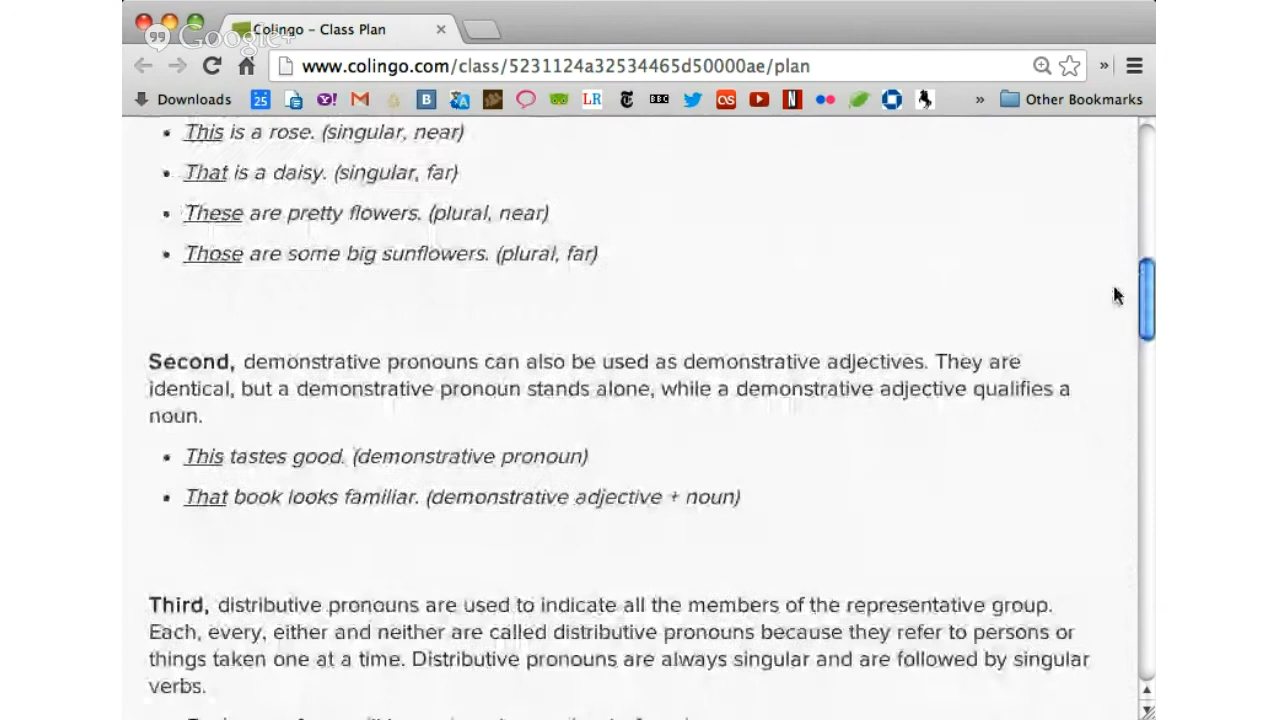 Colingo - Class Plan
Google+
www.colingo.com/class/5231124a32534465d50000ae/plan
Downloads
25
B
LR
BBC
N
Other Bookmarks
• This is a rose. (singular, near)
• That is a daisy. (singular, far)
• These are pretty flowers. (plural, near)
• Those are some big sunflowers. (plural, far)
Second, demonstrative pronouns can also be used as demonstrative adjectives. They are
identical, but a demonstrative pronoun stands alone, while a demonstrative adjective qualifies a
noun.
• This tastes good. (demonstrative pronoun)
• That book looks familiar. (demonstrative adjective + noun)
Third, distributive pronouns are used to indicate all the members of the representative group.
Each, every, either and neither are called distributive pronouns because they refer to persons or
things taken one at a time. Distributive pronouns are always singular and are followed by singular
verbs.